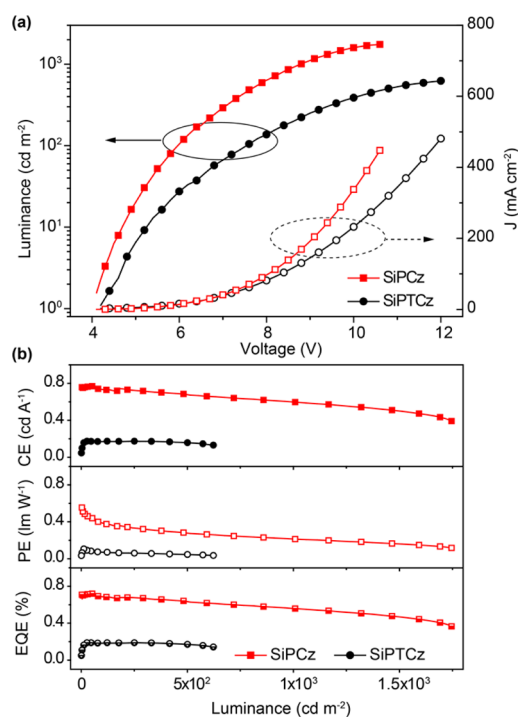 (a)
Luminance (cd m⁻²)
10³
10²
10¹
10⁰
800
600
400
200
0
J (mA cm⁻²)
SiPCz
SiPTCz
4 6 8 10 12
Voltage (V)
(b)
CE (cd A⁻¹)
0.8
0.4
0.0
PE (lm W⁻¹)
0.8
0.4
0.0
EQE (%)
0.8
0.4
0.0
SiPCz SiPTCz
0 5x10² 1x10³ 1.5x10³
Luminance (cd m⁻²)